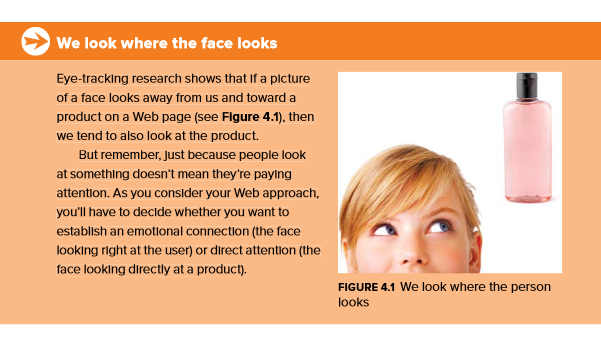 We look where the face looks
Eye-tracking research shows that if a picture
of a face looks away from us and toward a
product on a Web page (see Figure 4.1), then
we tend to also look at the product.
But remember, just because people look
at something doesn't mean they're paying
attention. As you consider your Web approach,
you'll have to decide whether you want to
establish an emotional connection (the face
looking right at the user) or direct attention (the
face looking directly at a product).
FIGURE 4.1 We look where the person
looks